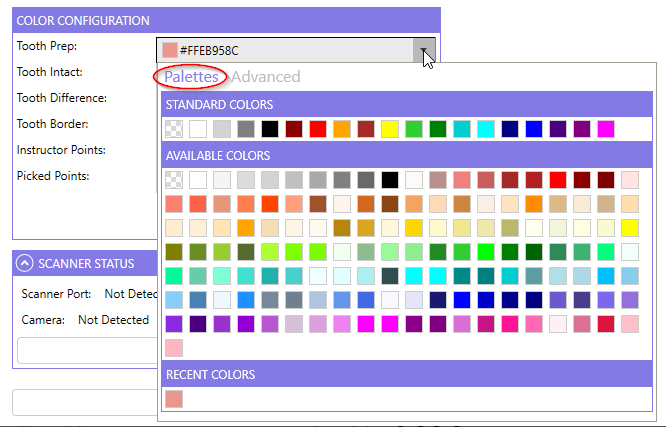 COLOR CONFIGURATION
Tooth Prep: #FFEB958C
Tooth Intact:
Palettes Advanced
Tooth Difference:
STANDARD COLORS
Tooth Border:
Instructor Points:
AVAILABLE COLORS
Picked Points:
SCANNER STATUS
Scanner Port: Not Detec
Camera: Not Detected
RECENT COLORS